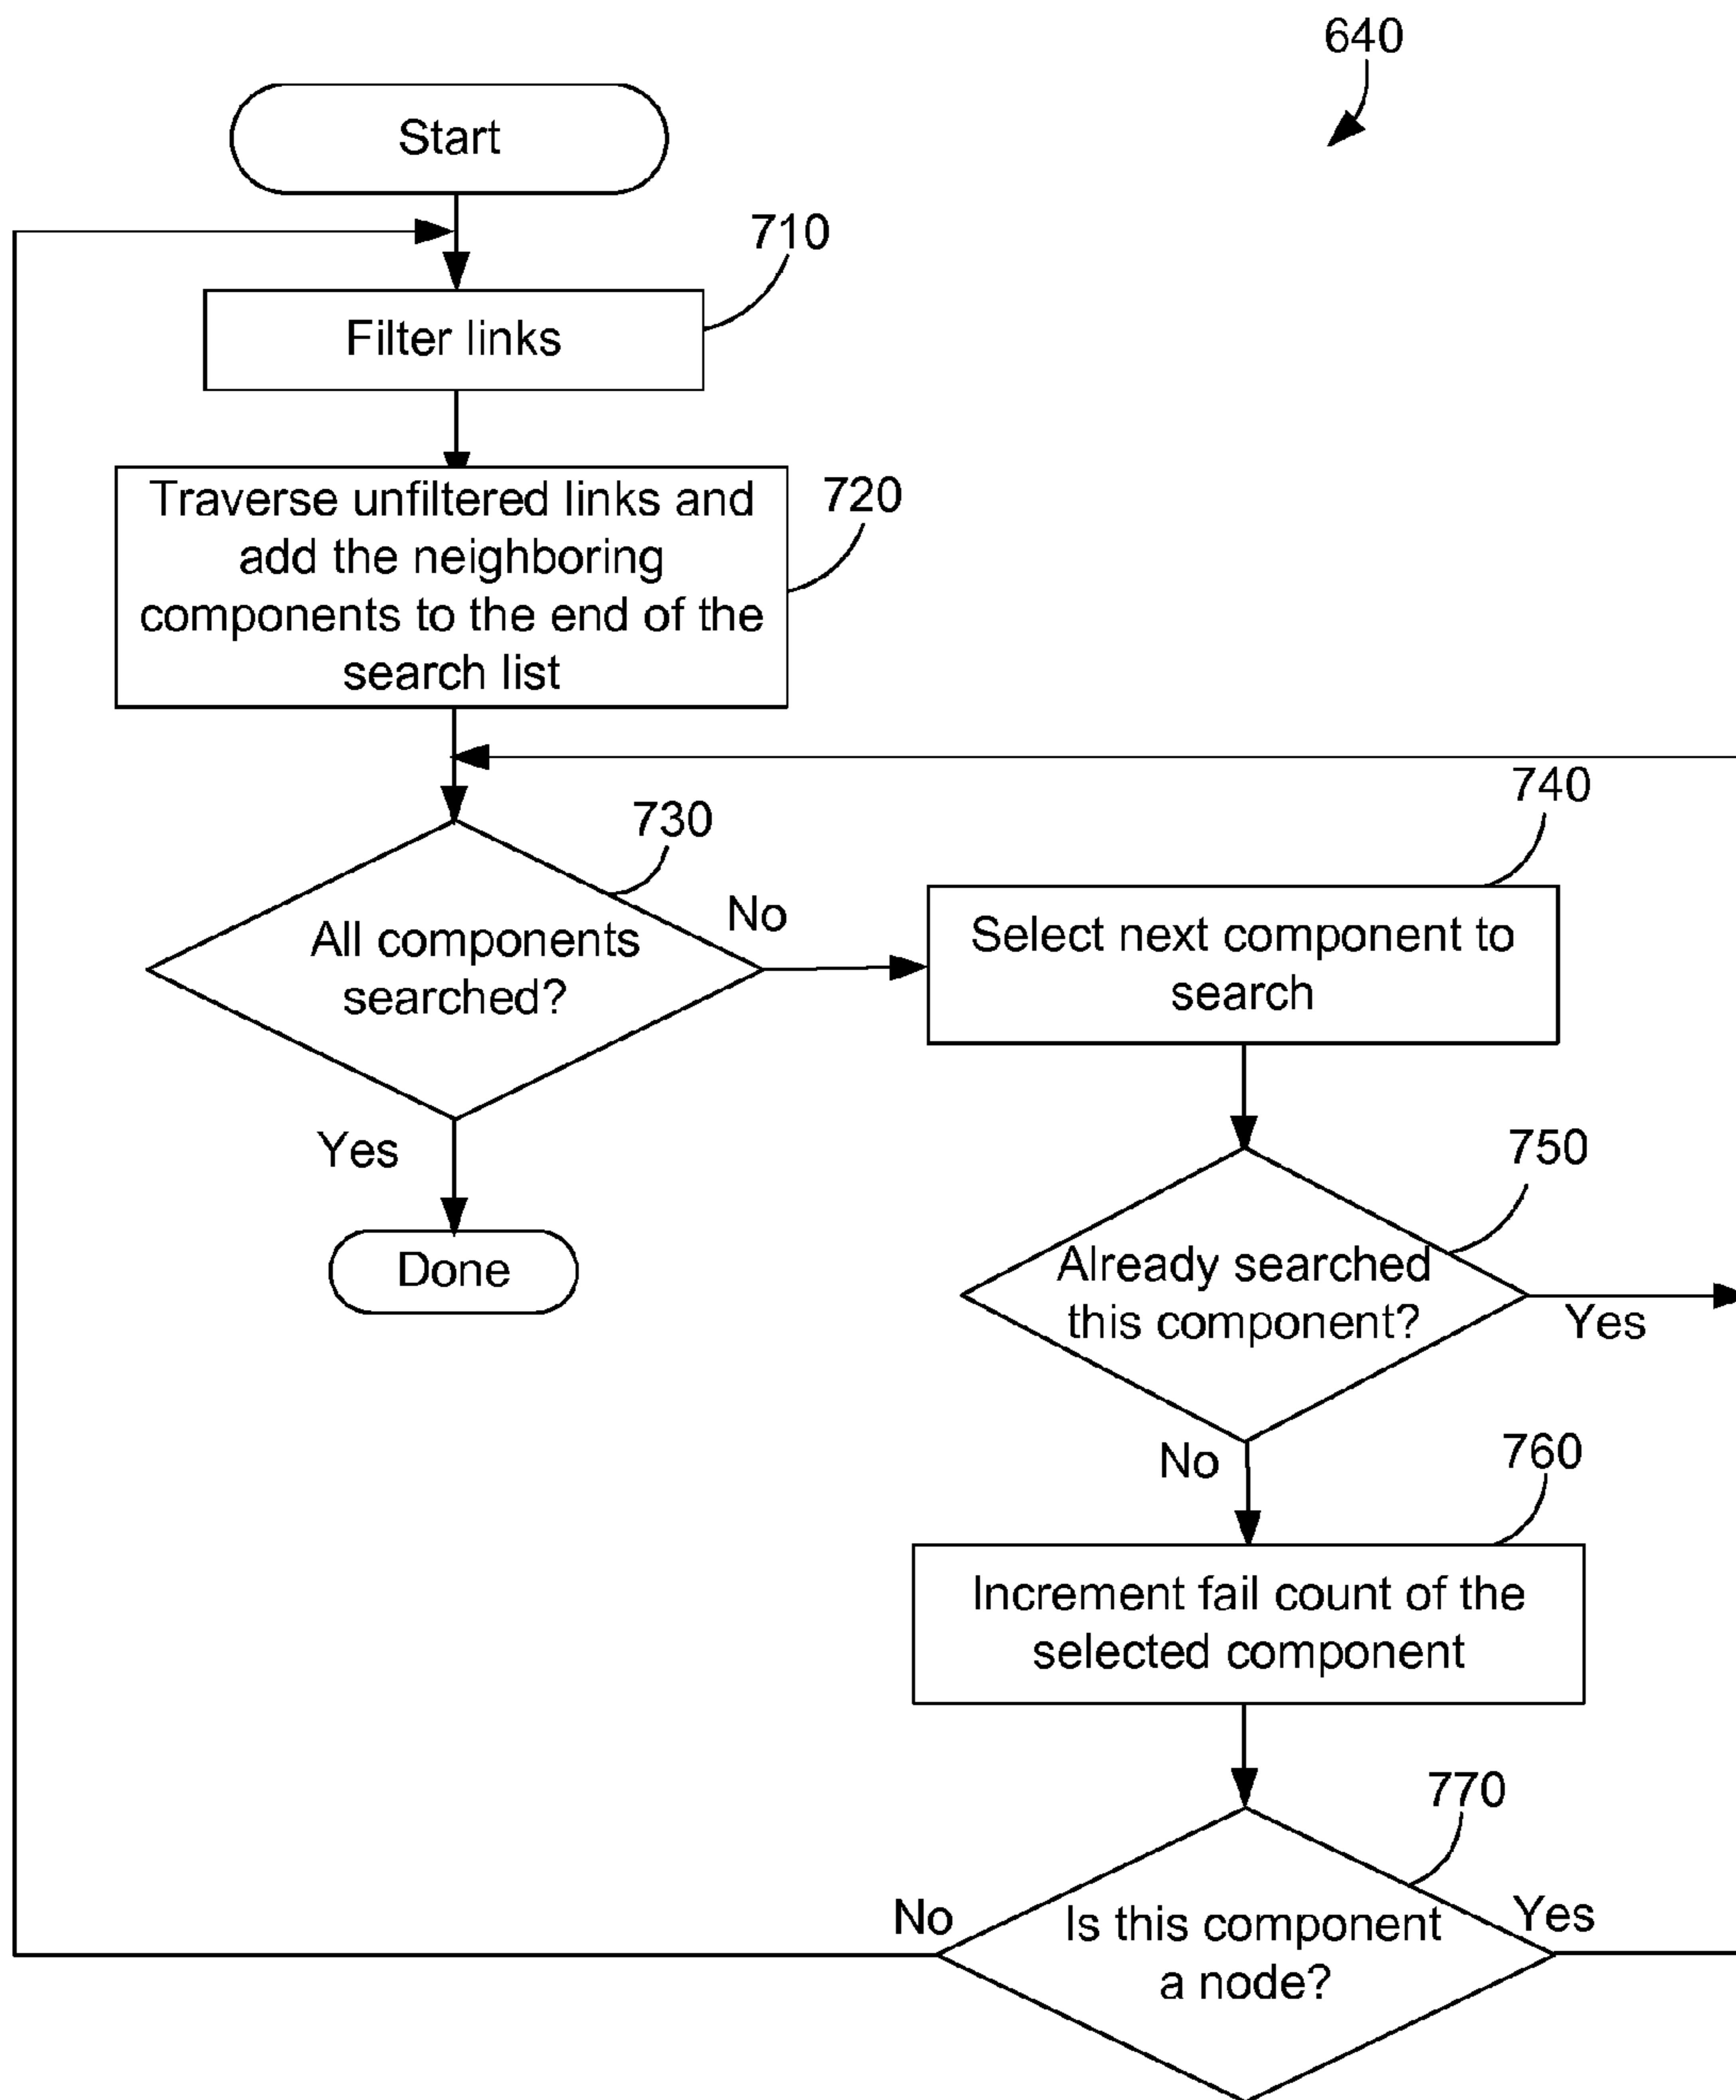 640
Start
710
Filter links
Traverse unfiltered links and
add the neighboring
components to the end of the
search list
720
730
All components
searched?
No
Yes
Done
740
Select next component to
search
750
Already searched
this component?
Yes
No
760
Increment fail count of the
selected component
770
Is this component
a node?
No
Yes